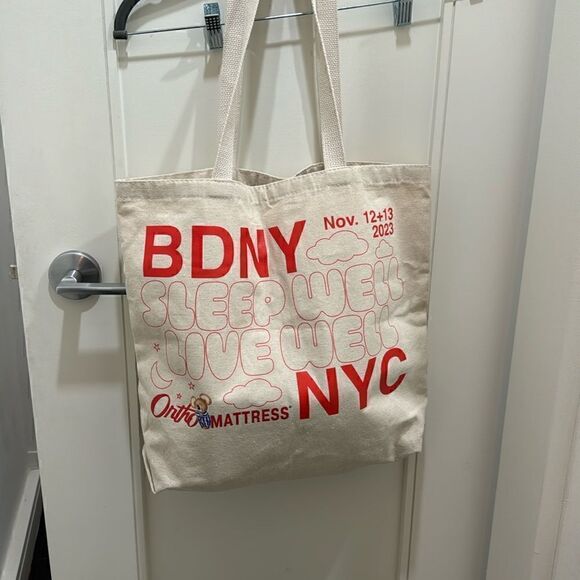 BDNY
Nov. 12+13
2023
SLEEP WELL
LIVE WELL
NYC
Ortho MATTRESS